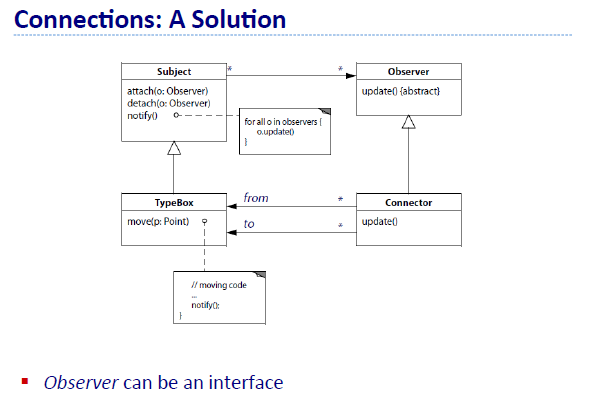 Connections: A Solution
Subject
* *
Observer
attach(o: Observer)
detach(o: Observer)
notify()
update() {abstract}
for all o in observers {
o.update()
}
TypeBox
from *
Connector
move(p: Point)
to *
update()
// moving code
...
notify();
}
Observer can be an interface